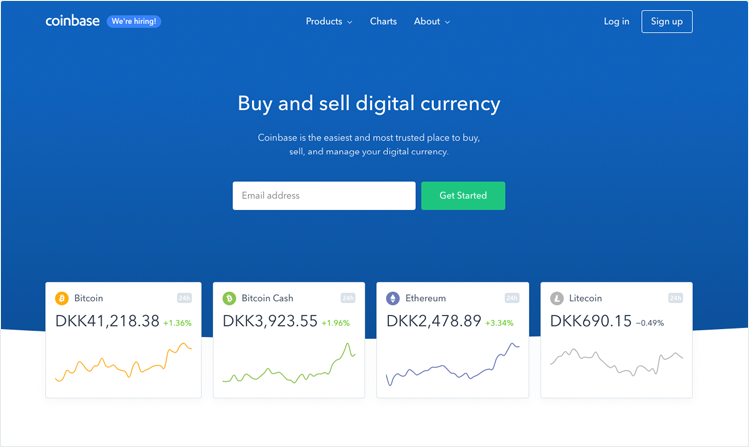 coinbase We're hiring! Products Charts About Log in Sign up
Buy and sell digital currency
Coinbase is the easiest and most trusted place to buy,
sell, and manage your digital currency.
Email address Get Started
Bitcoin 24h
DKK41,218.38 +1.36%
Bitcoin Cash 24h
DKK3,923.55 +1.96%
Ethereum 24h
DKK2,478.89 +3.34%
Litecoin 24h
DKK690.15 −0.49%